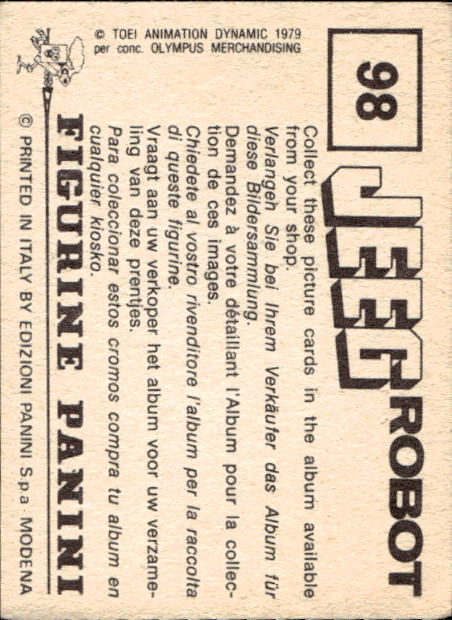 © TOEI ANIMATION DYNAMIC 1979
per conc. OLYMPUS MERCHANDISING
98
JEEG ROBOT
Collect these picture cards in the album available
from your shop.
Verlangeh Sie bei Ihrem Verkäufer das Album für
diese Bildersammlung.
Demandez à votre détaillant l'Album pour la collec-
tion de ces images.
Chiedete al vostro rivenditore l'album per la raccolta
di queste figurine.
Vraagt aan uw verkoper het album voor uw verzame-
ling van deze prentjes.
Para coleccionar estos cromos compra tu album en
cualquier kiosko.
FIGURINE PANINI
© PRINTED IN ITALY BY EDIZIONI PANINI S.p.a - MODENA